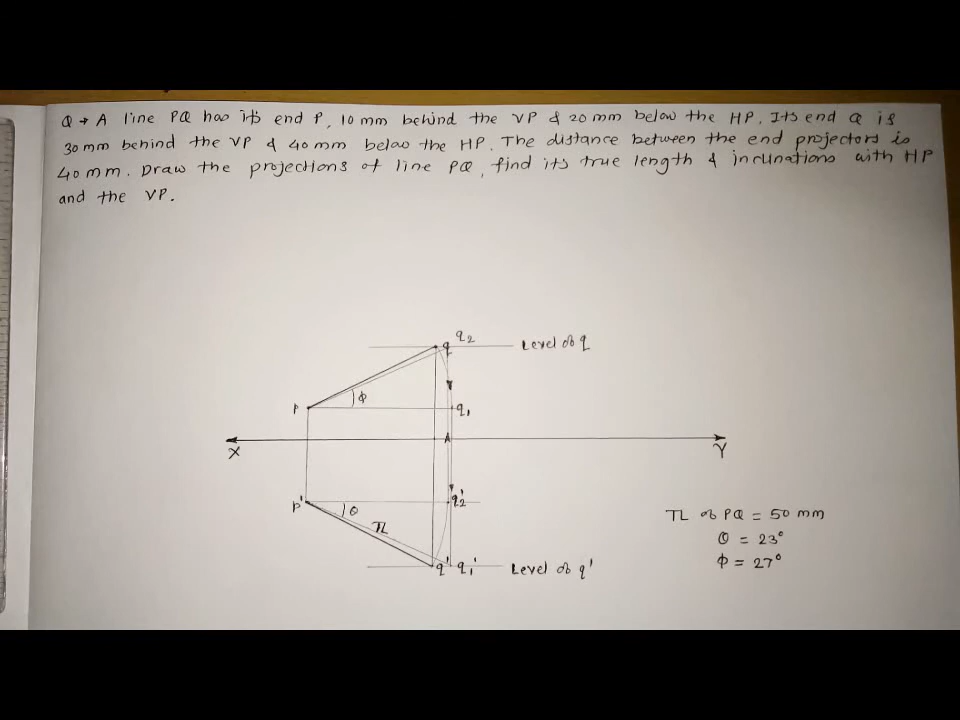 Q → A line PQ has its end P, 10 mm behind the VP & 20 mm below the HP. Its end Q is
30 mm behind the VP & 40 mm below the HP. The distance between the end projectors is
40 mm. Draw the projections of line PQ, find its true length & inclinations with HP
and the VP.
q2
q Level of q
φ
P q1
A
X Y
p' θ q2'
TL
q' q1' Level of q'
TL of PQ = 50 mm
θ = 23°
φ = 27°